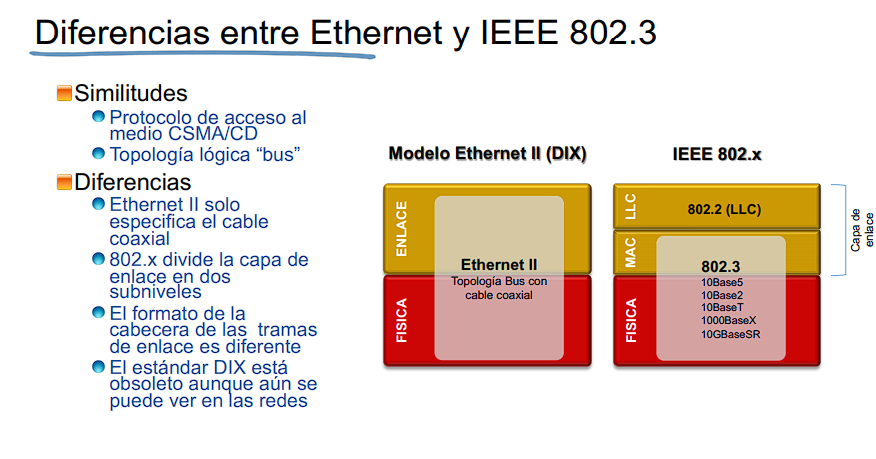 Diferencias entre Ethernet y IEEE 802.3
Similitudes
Protocolo de acceso al
medio CSMA/CD
Topología lógica “bus”
Diferencias
Ethernet II solo
especifica el cable
coaxial
802.x divide la capa de
enlace en dos
subniveles
El formato de la
cabecera de las tramas
de enlace es diferente
El estándar DIX está
obsoleto aunque aún se
puede ver en las redes
Modelo Ethernet II (DIX)
ENLACE
FISICA
Ethernet II
Topología Bus con
cable coaxial
IEEE 802.x
LLC
802.2 (LLC)
MAC
FISICA
802.3
10Base5
10Base2
10BaseT
1000BaseX
10GBaseSR
Capa de
enlace